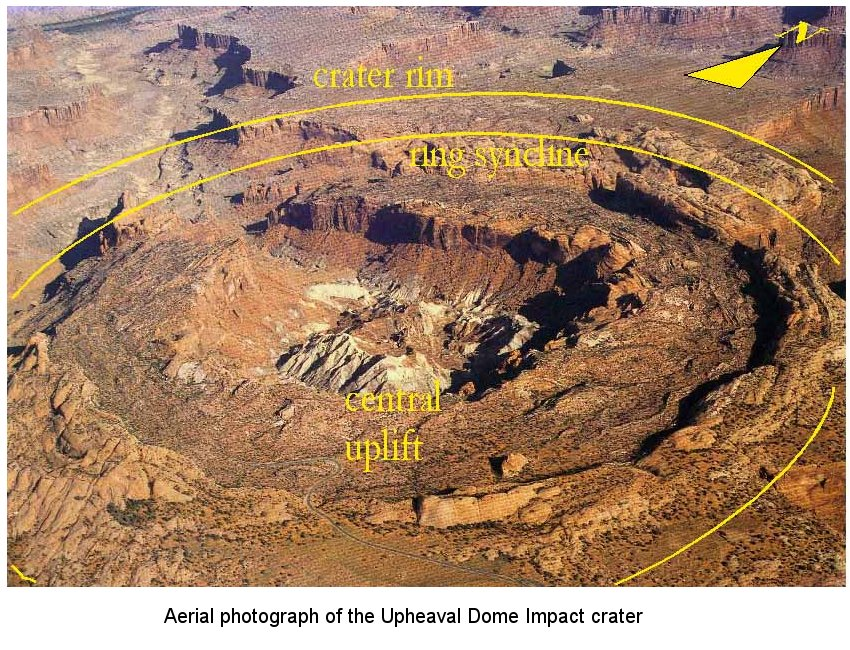 crater rim
ring syncline
central
uplift
Aerial photograph of the Upheaval Dome Impact crater